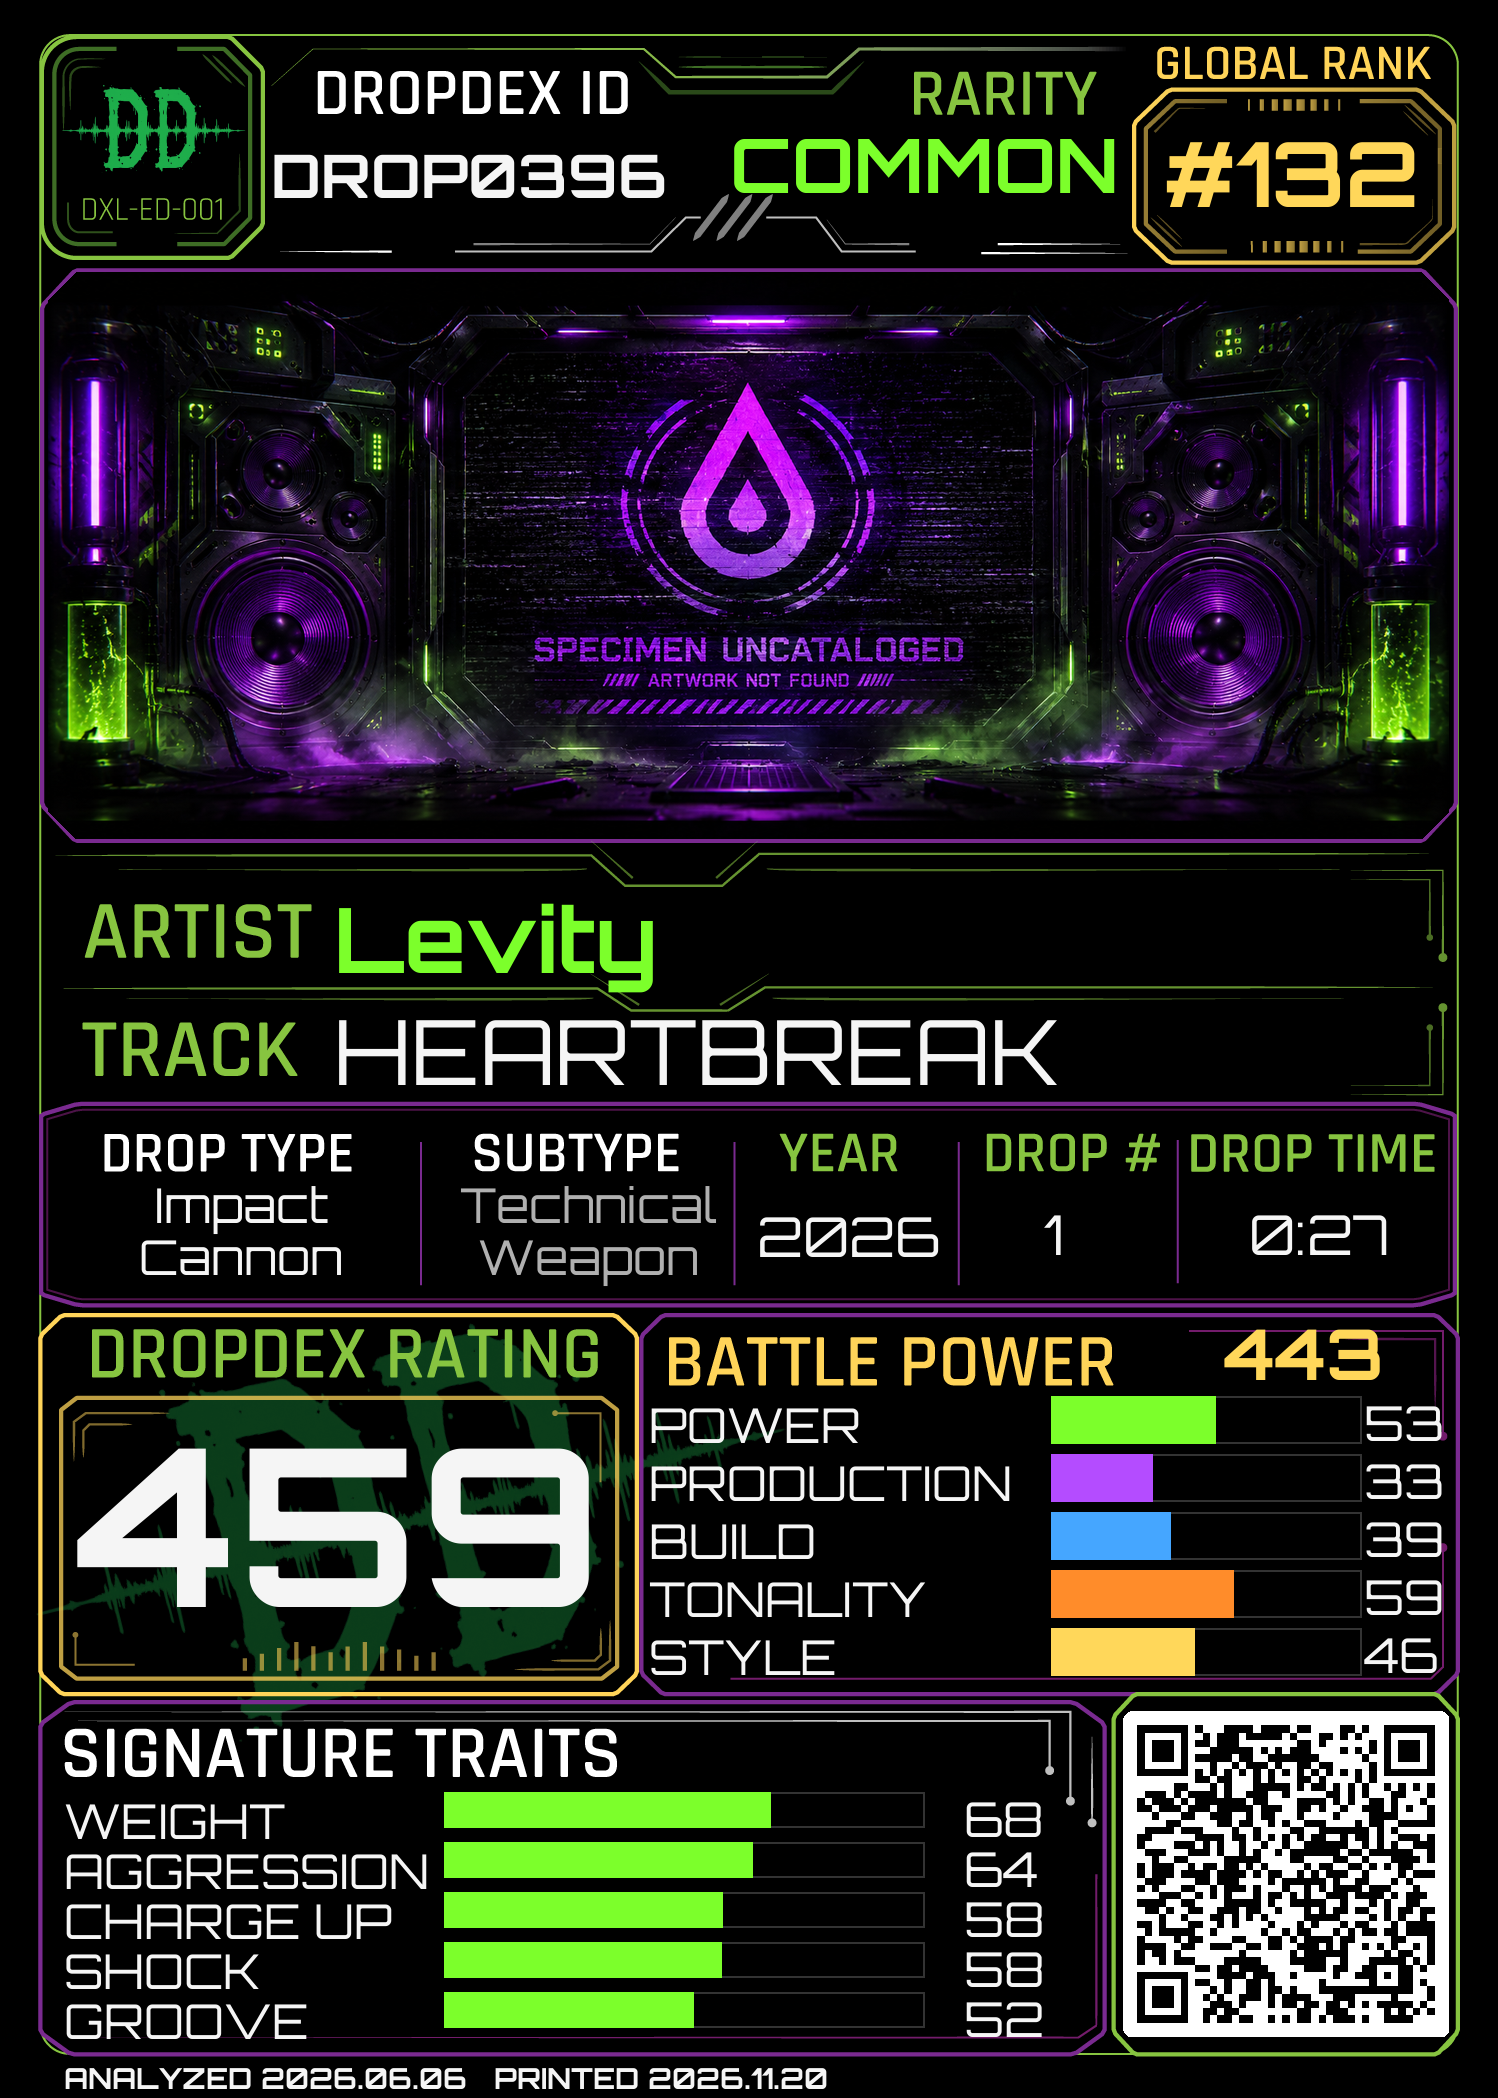 DD
DXL-ED-001
DROPDEX ID
DROP0396
RARITY
COMMON
GLOBAL RANK
#132
SPECIMEN UNCATALOGED
///// ARTWORK NOT FOUND /////
ARTIST Levity
TRACK HEARTBREAK
DROP TYPE
Impact
Cannon
SUBTYPE
Technical
Weapon
YEAR
2026
DROP #
1
DROP TIME
0:27
DROPDEX RATING
459
BATTLE POWER 443
POWER 53
PRODUCTION 33
BUILD 39
TONALITY 59
STYLE 46
SIGNATURE TRAITS
WEIGHT 68
AGGRESSION 64
CHARGE UP 58
SHOCK 58
GROOVE 52
ANALYZED 2026.06.06 PRINTED 2026.11.20